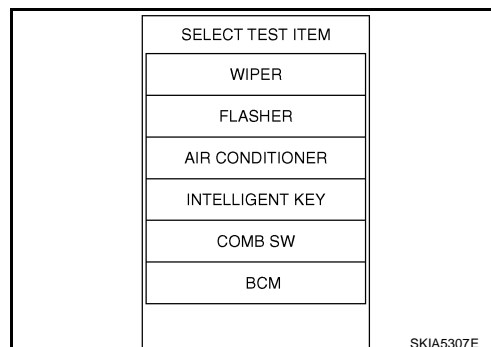 SELECT TEST ITEM
WIPER
FLASHER
AIR CONDITIONER
INTELLIGENT KEY
COMB SW
BCM
SKIA5307E